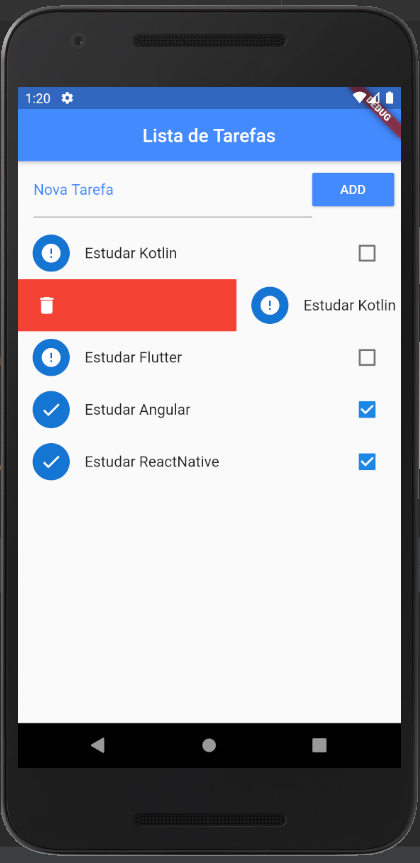 1:20
DEBUG
Lista de Tarefas
Nova Tarefa
ADD
Estudar Kotlin
Estudar Kotlin
Estudar Flutter
Estudar Angular
Estudar ReactNative